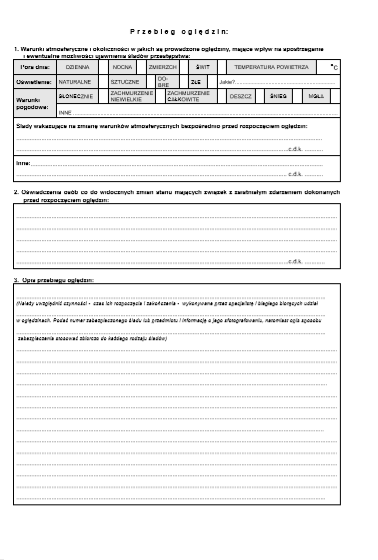 Przebieg oględzin:
1. Warunki atmosferyczne i okoliczności w jakich są prowadzone oględziny, mające wpływ na spostrzeganie
i ewentualne możliwości ujawnienia śladów przestępstwa:
Pora dnia: DZIENNA NOCNA ZMIERZCH ŚWIT TEMPERATURA POWIETRZA °C
Oświetlenie: NATURALNE SZTUCZNE DO-BRE ZŁE Jakie?
Warunki pogodowe: SŁONECZNIE ZACHMURZENIE NIEWIELKIE ZACHMURZENIE CAŁKOWITE DESZCZ ŚNIEG MGŁA
INNE
Ślady wskazujące na zmianę warunków atmosferycznych bezpośrednio przed rozpoczęciem oględzin:
c.d.k.
Inne:
c.d.k.
2. Oświadczenia osób co do widocznych zmian stanu mających związek z zaistniałym zdarzeniem dokonanych
przed rozpoczęciem oględzin:
c.d.k.
3. Opis przebiegu oględzin:
(Należy uwzględnić czynności - czas ich rozpoczęcia i zakończenia - wykonywane przez specjalistę i biegłego biorących udział
w oględzinach. Podać numer zabezpieczonego śladu lub przedmiotu i informację o jego sfotografowaniu, natomiast opis sposobu
zabezpieczenia stosować zbiorczo do każdego rodzaju śladów)